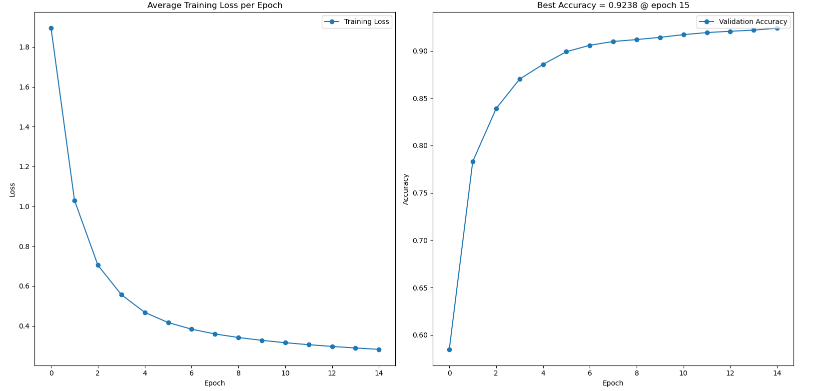 Average Training Loss per Epoch
Training Loss
1.8
1.6
1.4
1.2
1.0
0.8
0.6
0.4
Loss
0 2 4 6 8 10 12 14
Epoch
Best Accuracy = 0.9238 @ epoch 15
Validation Accuracy
0.90
0.85
0.80
0.75
0.70
0.65
0.60
Accuracy
0 2 4 6 8 10 12 14
Epoch